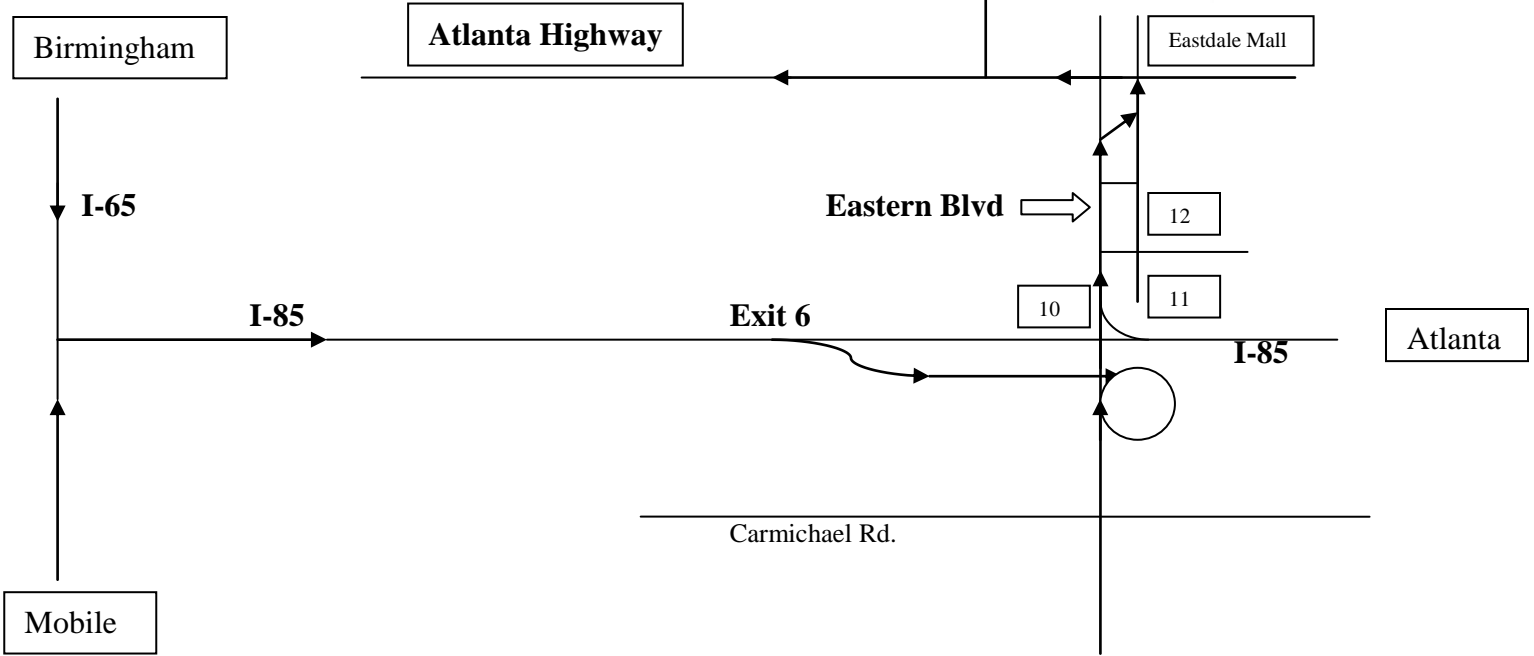 Birmingham
Atlanta Highway
Eastdale Mall
I-65
Eastern Blvd
12
I-85
Exit 6
10
11
I-85
Atlanta
Carmichael Rd.
Mobile